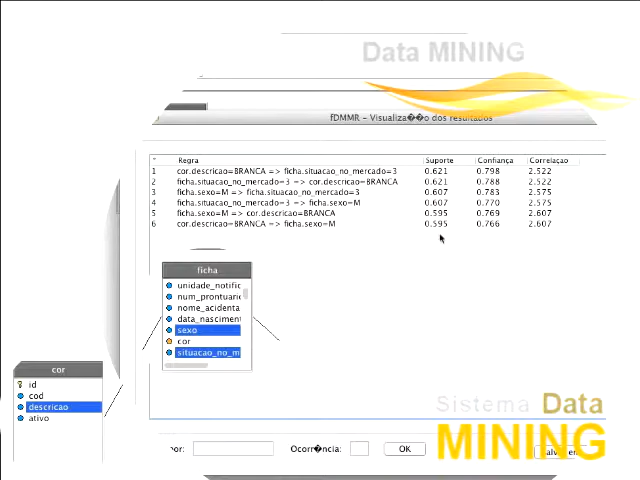 Data MINING
fDMMR - Visualiza��o dos resultados
* Regra Suporte Confiança Correlaçao
1 cor.descricao=BRANCA => ficha.situacao_no_mercado=3 0.621 0.798 2.522
2 ficha.situacao_no_mercado=3 => cor.descricao=BRANCA 0.621 0.788 2.522
3 ficha.sexo=M => ficha.situacao_no_mercado=3 0.607 0.783 2.575
4 ficha.situacao_no_mercado=3 => ficha.sexo=M 0.607 0.770 2.575
5 ficha.sexo=M => cor.descricao=BRANCA 0.595 0.769 2.607
6 cor.descricao=BRANCA => ficha.sexo=M 0.595 0.766 2.607
ficha
unidade_notific
num_prontuario
nome_acidenta
data_nasciment
sexo
cor
situacao_no_m
cor
id
cod
descricao
ativo
Sistema Data
MINING
por: Ocorr�ncia: OK